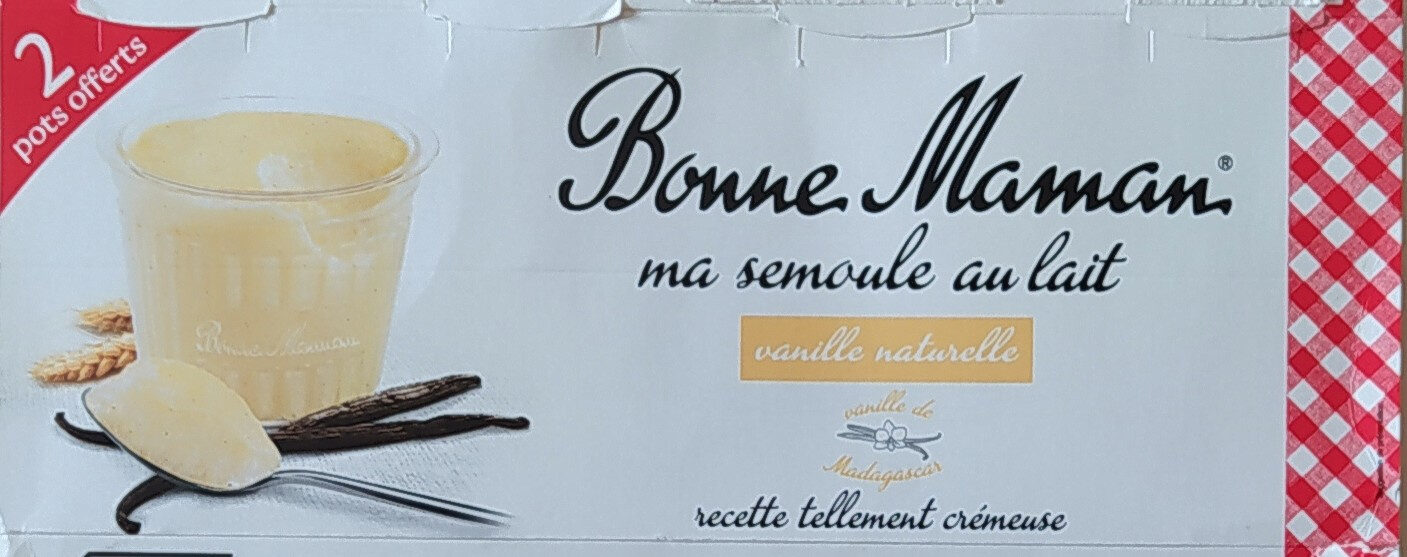 2
pots offerts
Bonne Maman®
ma semoule au lait
vanille naturelle
vanille de
Madagascar
recette tellement crémeuse
Bonne Maman